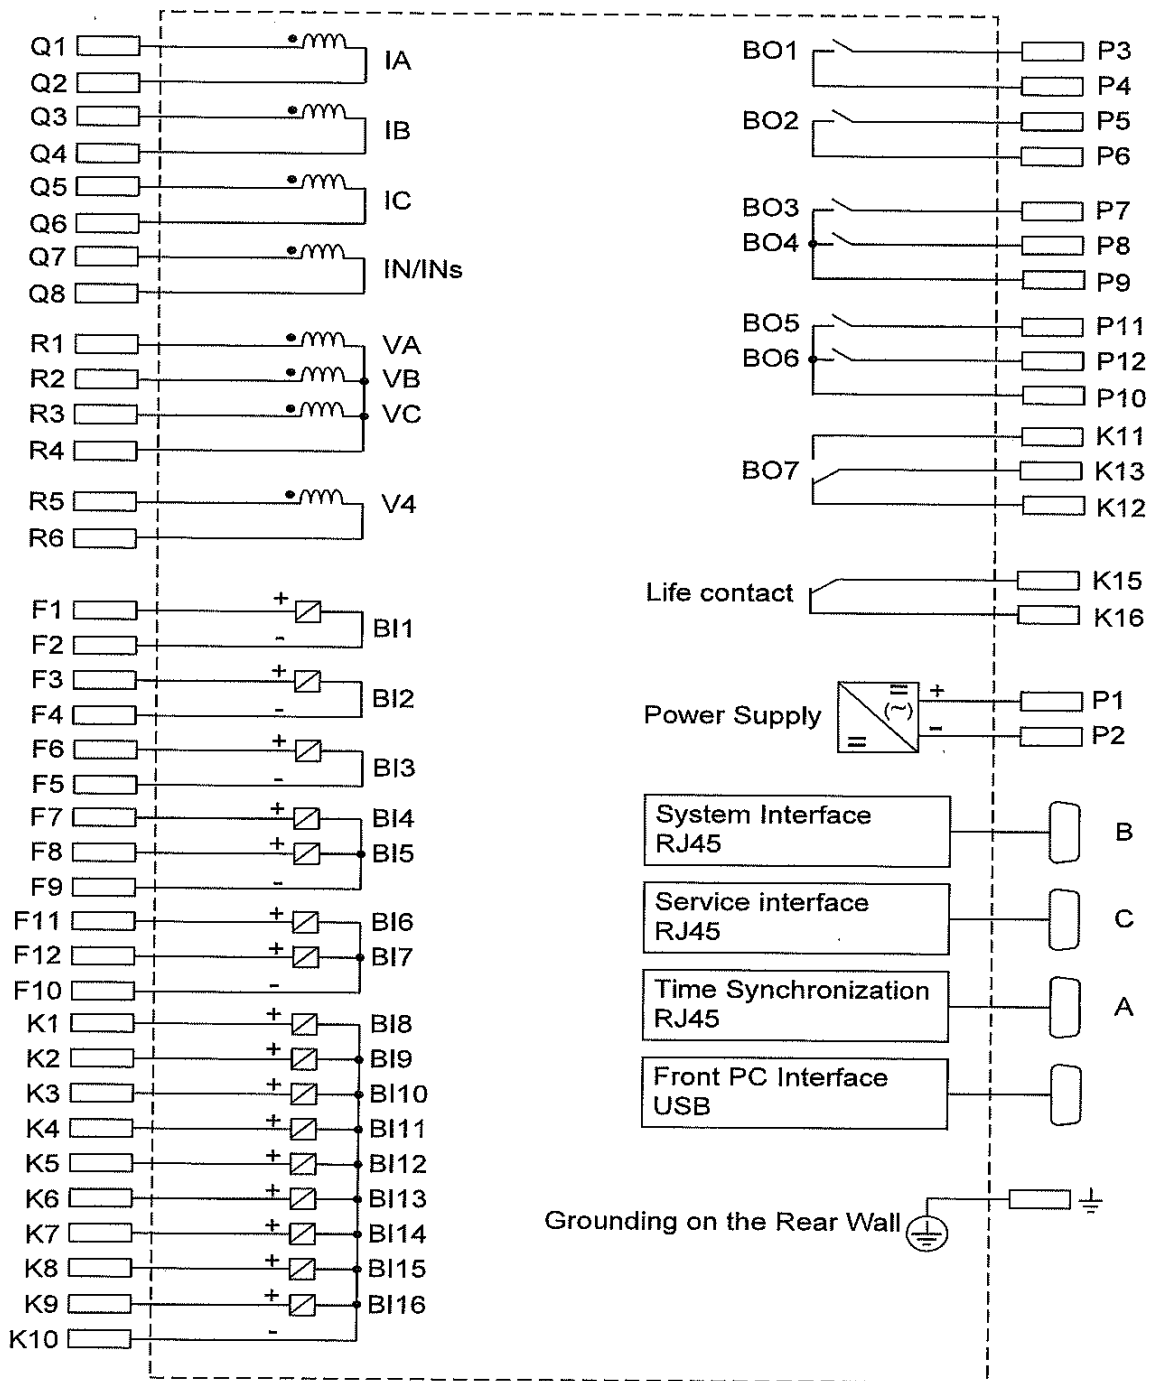 Q1
IA
Q2
Q3
IB
Q4
Q5
IC
Q6
Q7
IN/INs
Q8
R1
VA
R2
VB
R3
VC
R4
R5
V4
R6
F1
+
BI1
F2
-
F3
+
BI2
F4
-
F6
+
BI3
F5
-
F7
+
BI4
F8
+
BI5
F9
-
F11
+
BI6
F12
+
BI7
F10
-
K1
+
BI8
K2
+
BI9
K3
+
BI10
K4
+
BI11
K5
+
BI12
K6
+
BI13
K7
+
BI14
K8
+
BI15
K9
+
BI16
K10
-
BO1
P3
P4
BO2
P5
P6
BO3
P7
BO4
P8
P9
BO5
P11
BO6
P12
P10
K11
BO7
K13
K12
Life contact
K15
K16
Power Supply
(~)
+
P1
-
P2
System Interface
RJ45
B
Service interface
RJ45
C
Time Synchronization
RJ45
A
Front PC Interface
USB
Grounding on the Rear Wall